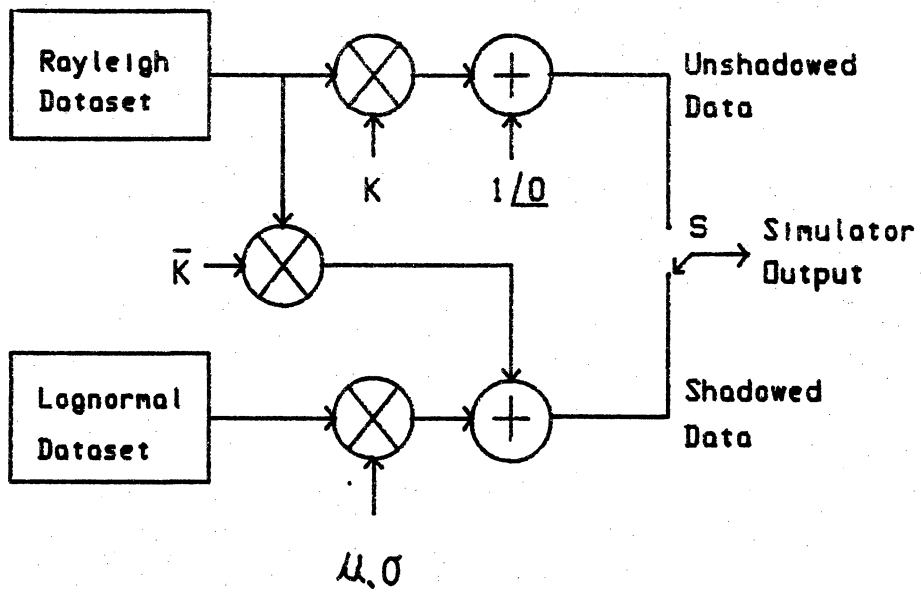 Rayleigh
Dataset
Unshadowed
Data
K
1/0
S
Simulator
Output
K̄
Lognormal
Dataset
Shadowed
Data
μ,σ